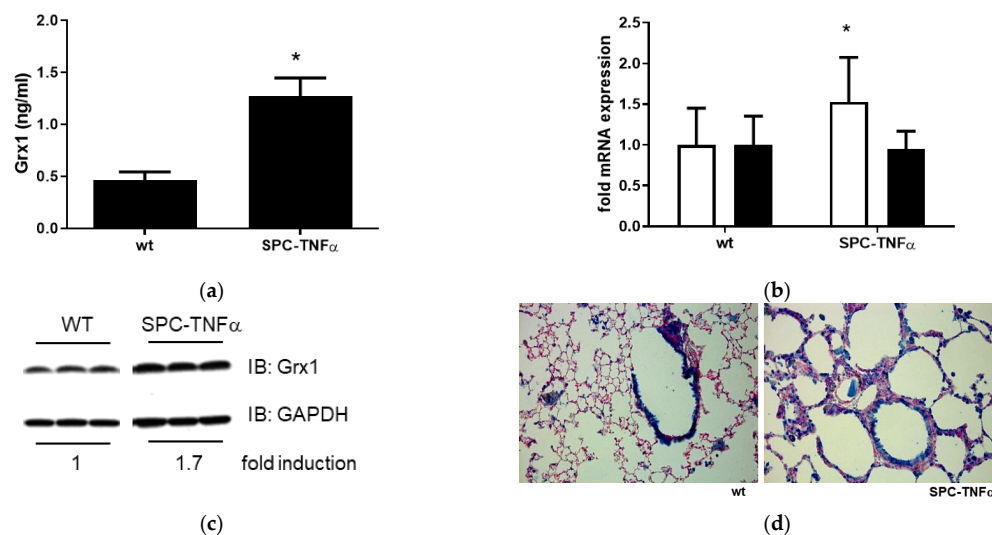 2.0
1.5
1.0
0.5
0.0
Grx1 (ng/ml)
*
wt
SPC-TNFα
(a)
2.5
2.0
1.5
1.0
0.5
0.0
fold mRNA expression
*
wt
SPC-TNFα
(b)
WT
SPC-TNFα
IB: Grx1
IB: GAPDH
1
1.7
fold induction
(c)
wt
SPC-TNFα
(d)